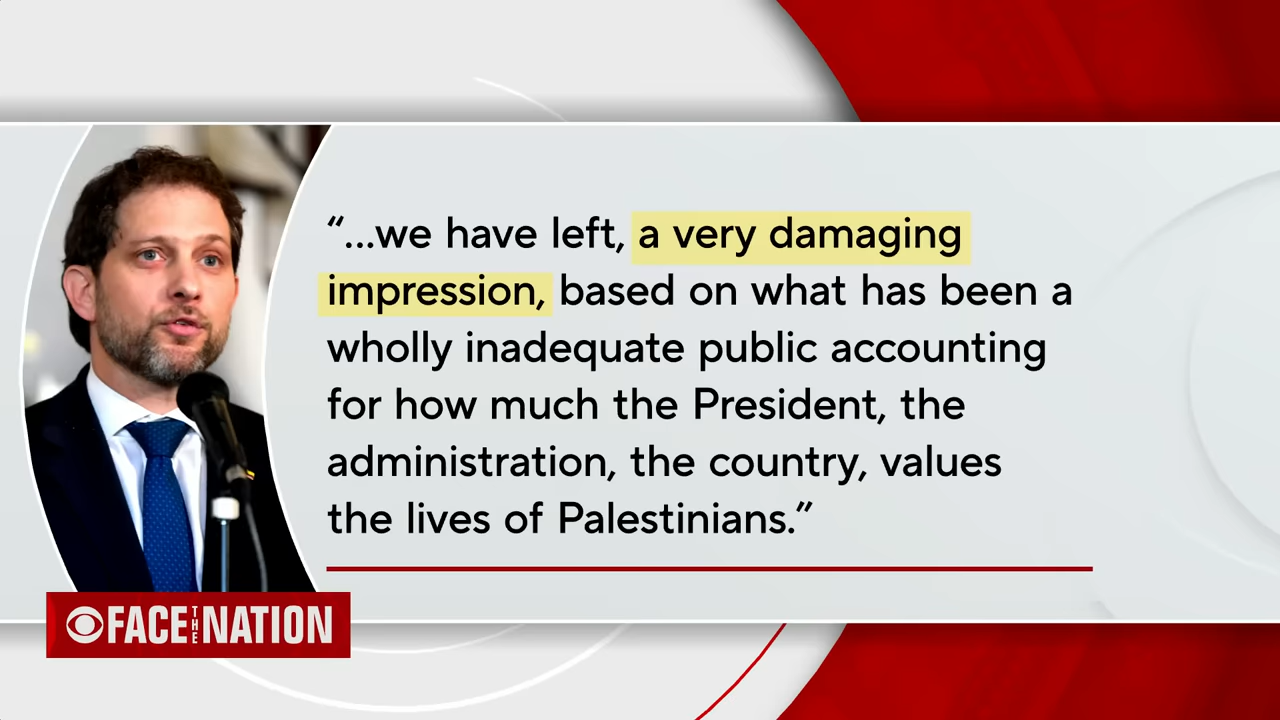 “...we have left, a very damaging
impression, based on what has been a
wholly inadequate public accounting
for how much the President, the
administration, the country, values
the lives of Palestinians.”
FACE THE NATION